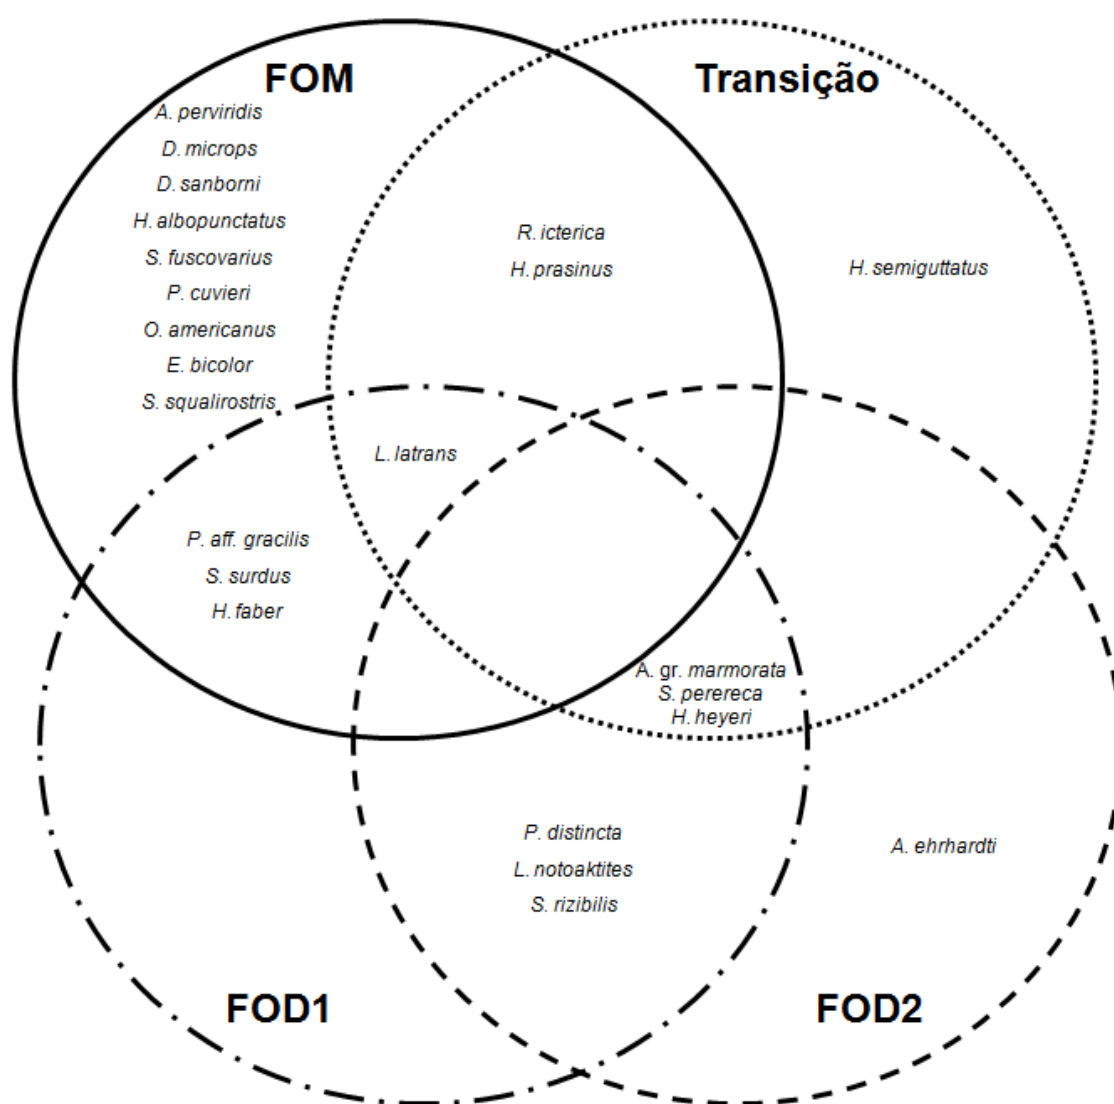 FOM
Transição
A. perviridis
D. microps
D. sanborni
H. albopunctatus
S. fuscovarius
P. cuvieri
O. americanus
E. bicolor
S. squalirostris
R. icterica
H. prasinus
H. semiguttatus
L. latrans
P. aff. gracilis
S. surdus
H. faber
A. gr. marmorata
S. perereca
H. heyeri
P. distincta
L. notoaktites
S. rizibilis
A. ehrhardti
FOD1
FOD2